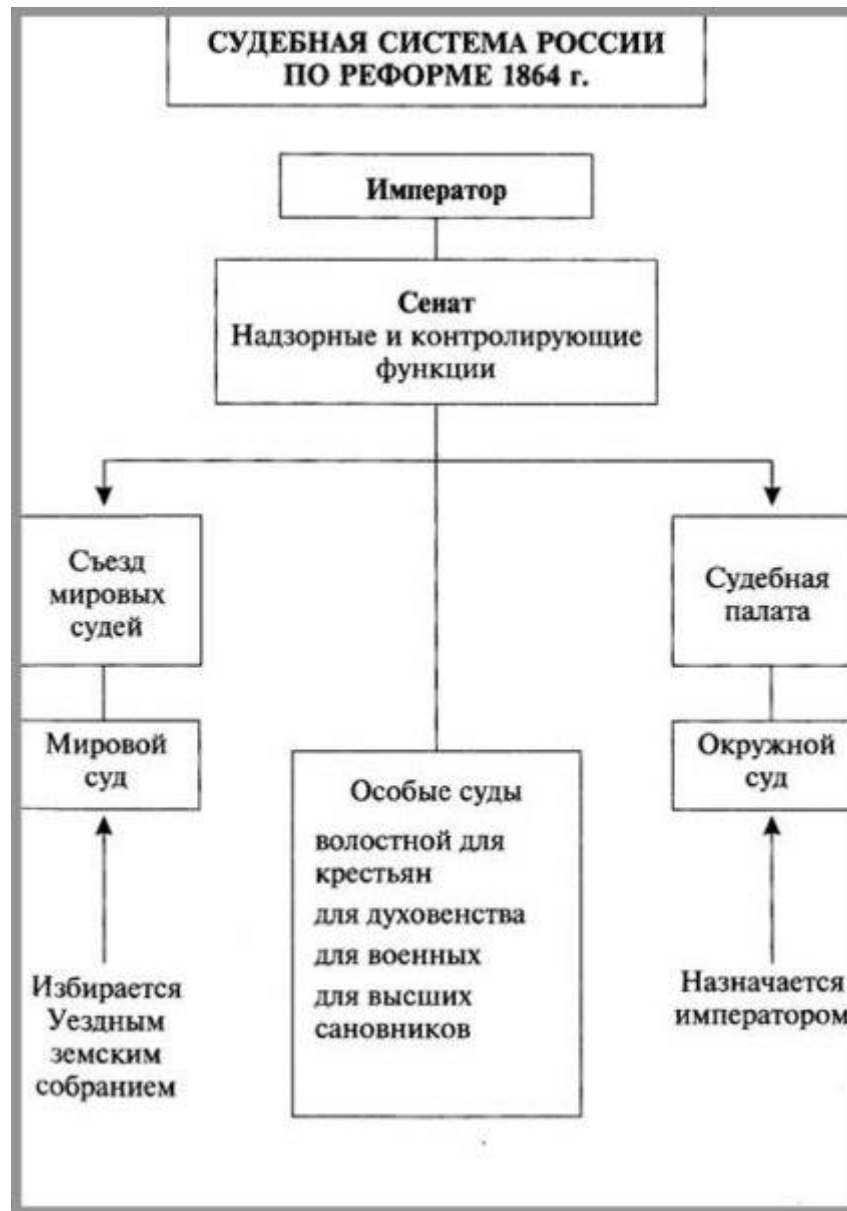 СУДЕБНАЯ СИСТЕМА РОССИИ
ПО РЕФОРМЕ 1864 г.
Император
Сенат
Надзорные и контролирующие
функции
Съезд
мировых
судей
Мировой
суд
Избирается
Уездным
земским
собранием
Особые суды
волостной для
крестьян
для духовенства
для военных
для высших
сановников
Судебная
палата
Окружной
суд
Назначается
императором